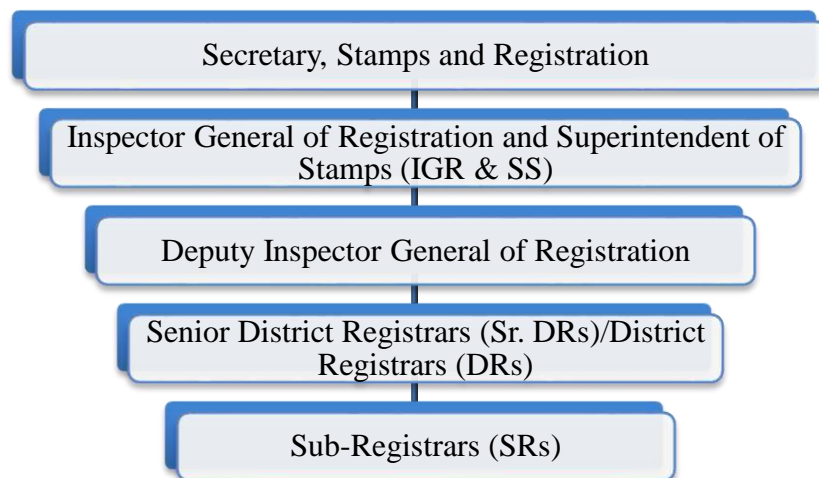 Secretary, Stamps and Registration
Inspector General of Registration and Superintendent of
Stamps (IGR & SS)
Deputy Inspector General of Registration
Senior District Registrars (Sr. DRs)/District
Registrars (DRs)
Sub-Registrars (SRs)